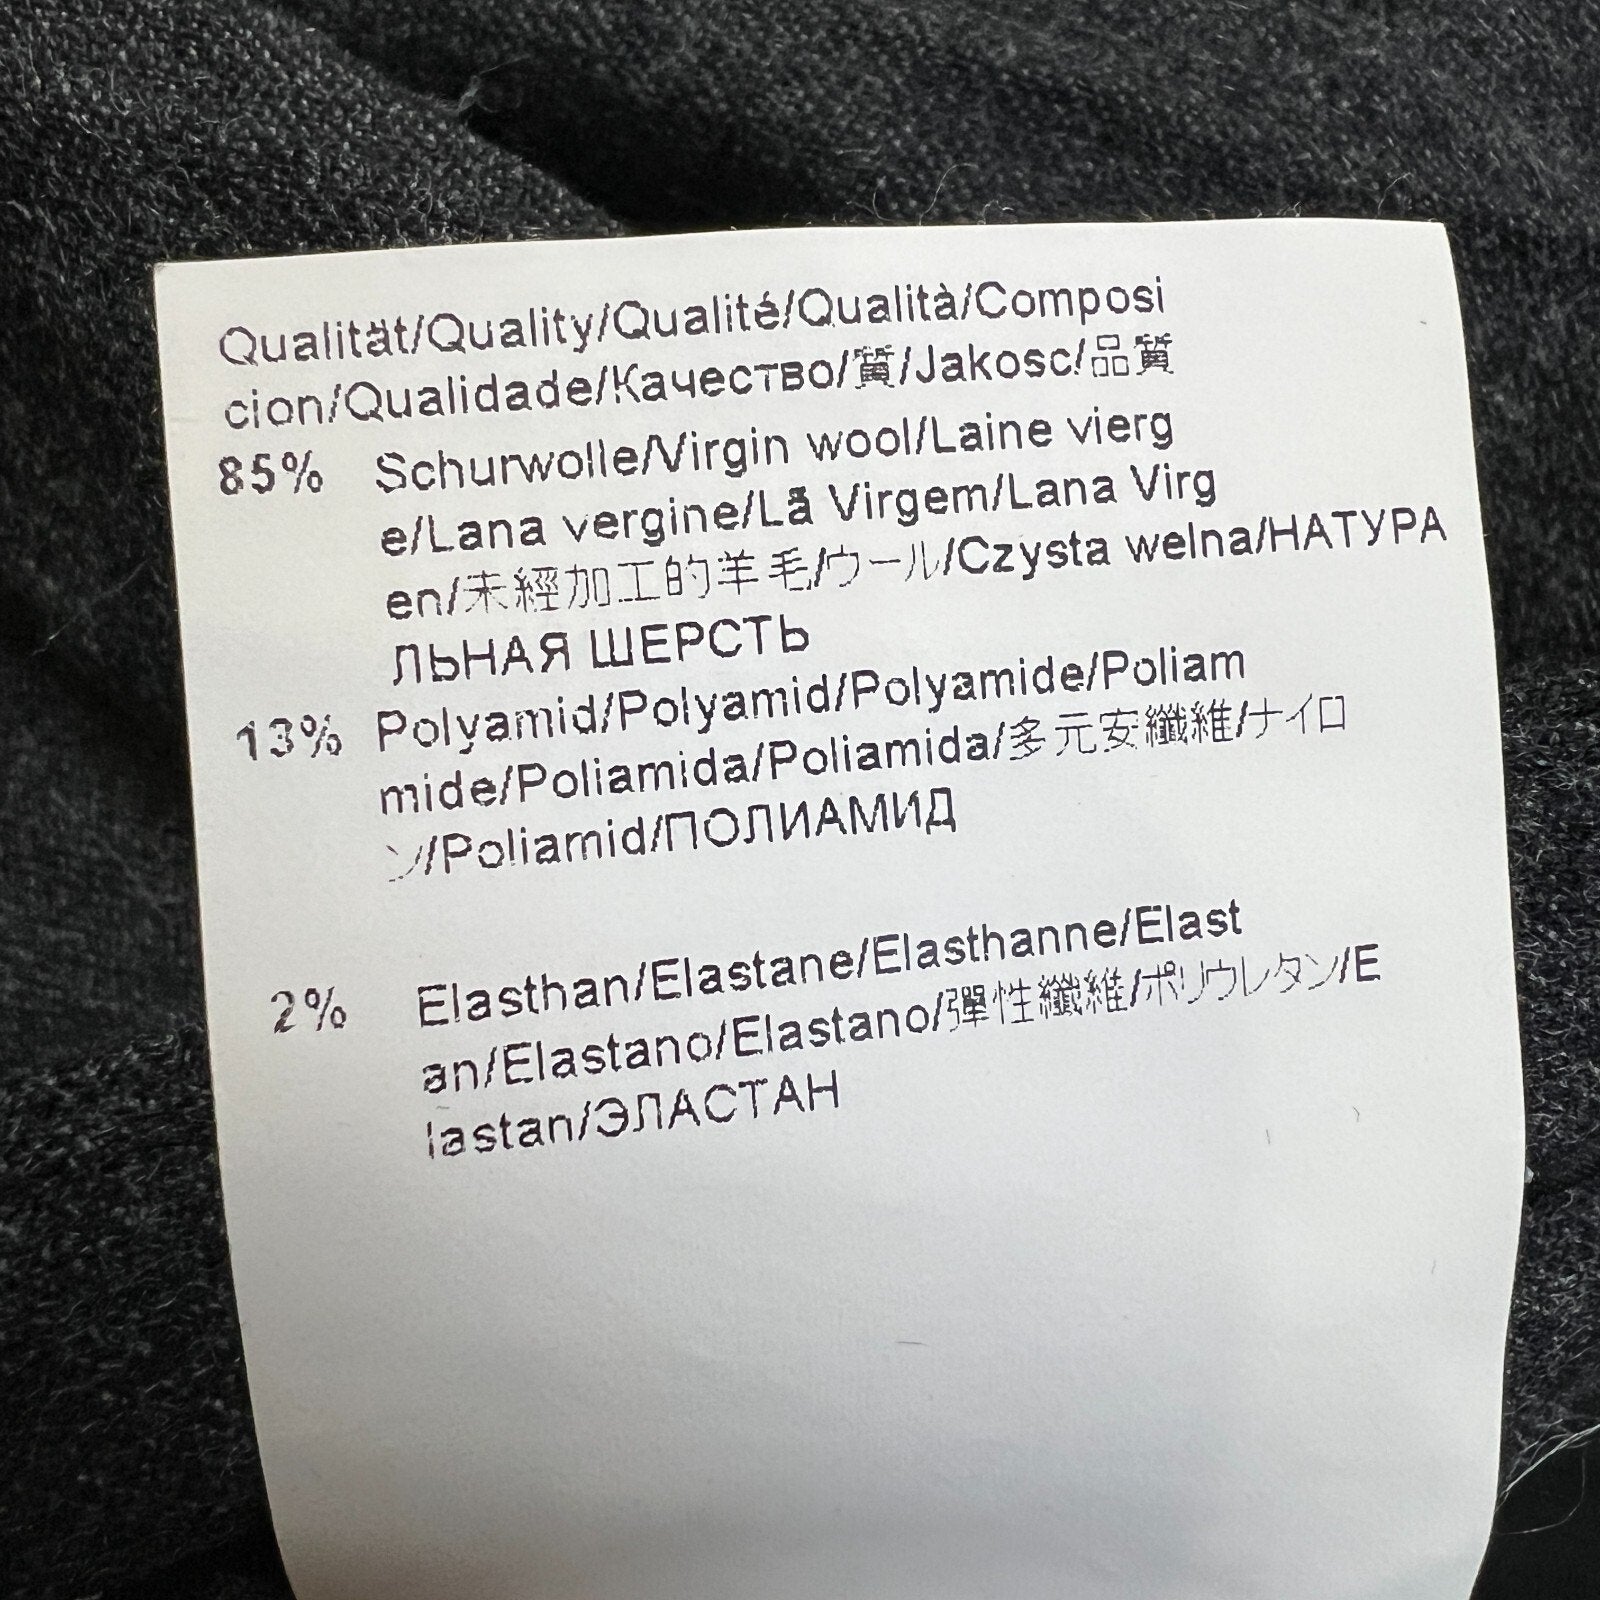 Qualität/Quality/Qualité/Qualità/Composi
cion/Qualidade/Качество/質/Jakosc/品質
85% Schurwolle/Virgin wool/Laine vierg
e/Lana vergine/Lã Virgem/Lana Virg
en/未經加工的羊毛/ウール/Czysta welna/НАТУРА
ЛЬНАЯ ШЕРСТЬ
13% Polyamid/Polyamid/Polyamide/Poliam
mide/Poliamida/Poliamida/多元安纖維/ナイロ
ン/Poliamid/ПОЛИАМИД
2% Elasthan/Elastane/Elasthanne/Elast
an/Elastano/Elastano/彈性纖維/ポリウレタン/E
lastan/ЭЛАСТАН